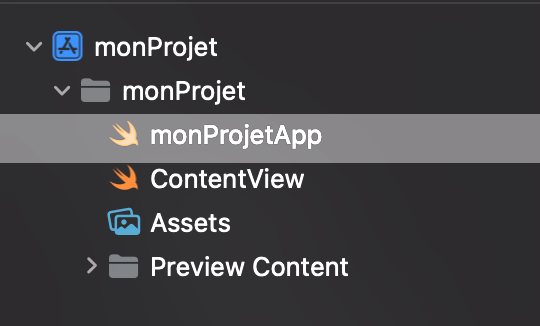 monProjet
monProjet
monProjetApp
ContentView
Assets
Preview Content